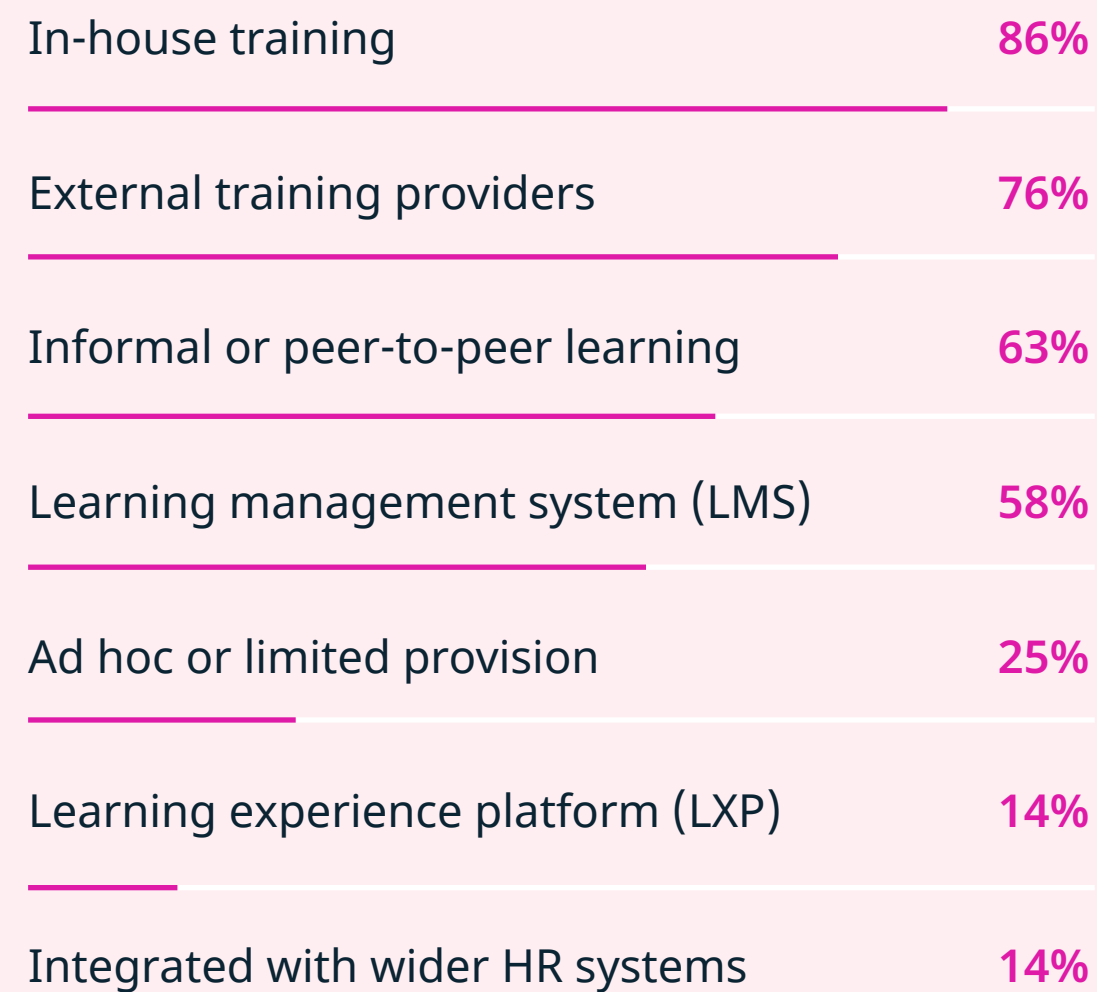 In-house training 86%
External training providers 76%
Informal or peer-to-peer learning 63%
Learning management system (LMS) 58%
Ad hoc or limited provision 25%
Learning experience platform (LXP) 14%
Integrated with wider HR systems 14%